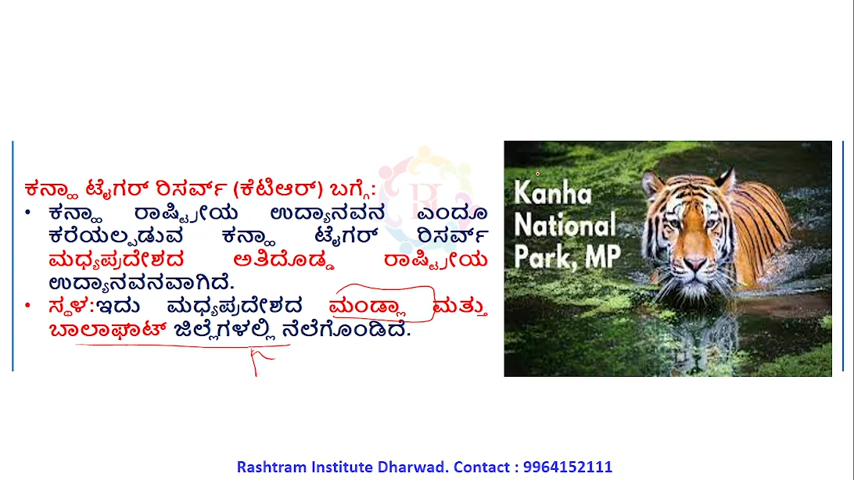 ಕನ್ಹಾ ಟೈಗರ್ ರಿಸರ್ವ್ (ಕೆಟಿಆರ್) ಬಗ್ಗೆ:
• ಕನ್ಹಾ ರಾಷ್ಟ್ರೀಯ ಉದ್ಯಾನವನ ಎಂದೂ
ಕರೆಯಲ್ಪಡುವ ಕನ್ಹಾ ಟೈಗರ್ ರಿಸರ್ವ್
ಮಧ್ಯಪ್ರದೇಶದ ಅತಿದೊಡ್ಡ ರಾಷ್ಟ್ರೀಯ
ಉದ್ಯಾನವನವಾಗಿದೆ.
• ಸ್ಥಳ:ಇದು ಮಧ್ಯಪ್ರದೇಶದ ಮಂಡ್ಲಾ ಮತ್ತು
ಬಾಲಾಘಾಟ್ ಜಿಲ್ಲೆಗಳಲ್ಲಿ ನೆಲೆಗೊಂಡಿದೆ.
Kanha
National
Park, MP
Rashtram Institute Dharwad. Contact : 9964152111